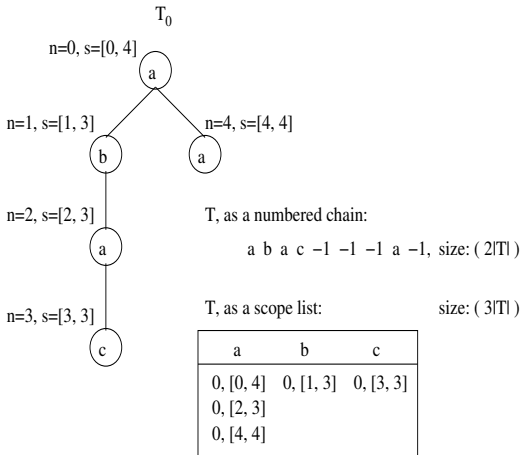 T0
n=0, s=[0, 4]
a
n=1, s=[1, 3]
n=4, s=[4, 4]
b
a
n=2, s=[2, 3]
a
T, as a numbered chain:
a b a c −1 −1 −1 a −1, size: ( 2|T| )
n=3, s=[3, 3]
c
T, as a scope list: size: ( 3|T| )
a b c
0, [0, 4] 0, [1, 3] 0, [3, 3]
0, [2, 3]
0, [4, 4]